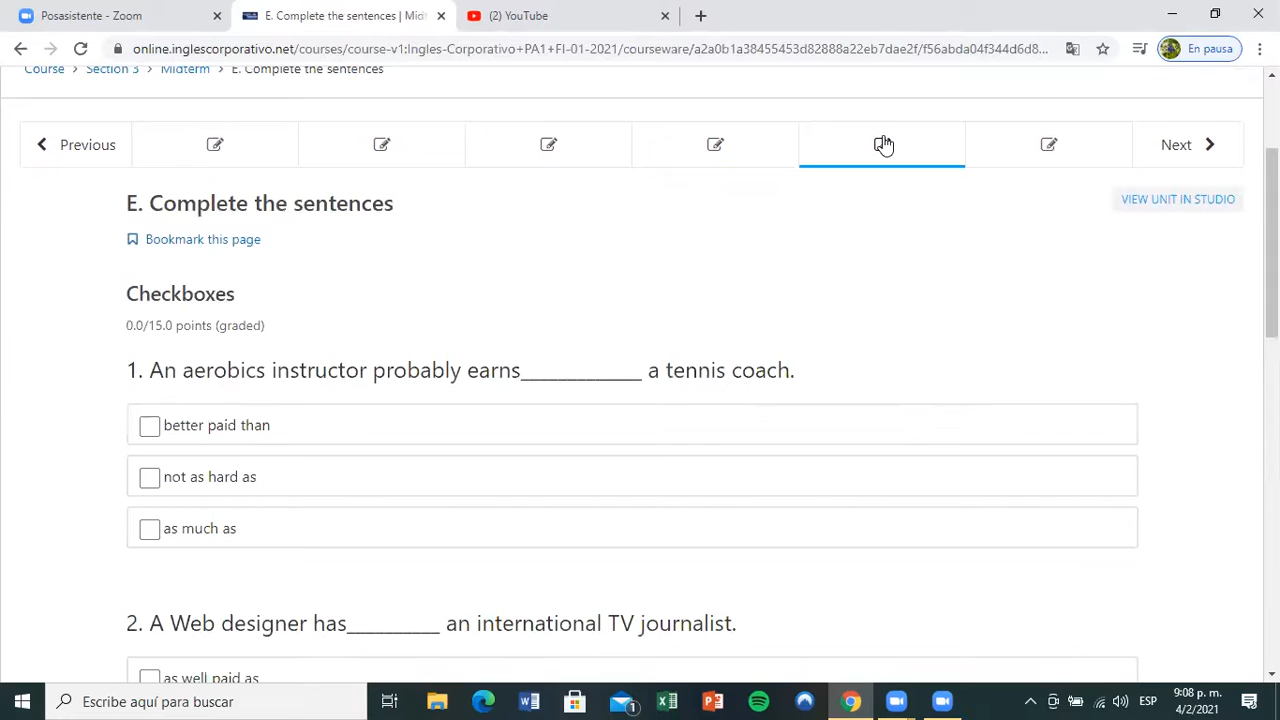 Posasistente - Zoom
E. Complete the sentences | Midt
(2) YouTube
online.inglescorporativo.net/courses/course-v1:Ingles-Corporativo+PA1+FI-01-2021/courseware/a2a0b1a38455453d82888a22eb7dae2f/f56abda04f344d6d8...
En pausa
Course > Section 3 > Midterm > E. Complete the sentences
Previous
Next
E. Complete the sentences
VIEW UNIT IN STUDIO
Bookmark this page
Checkboxes
0.0/15.0 points (graded)
1. An aerobics instructor probably earns_____________ a tennis coach.
better paid than
not as hard as
as much as
2. A Web designer has__________ an international TV journalist.
as well paid as
Escribe aquí para buscar
1
ESP
9:08 p. m.
4/2/2021